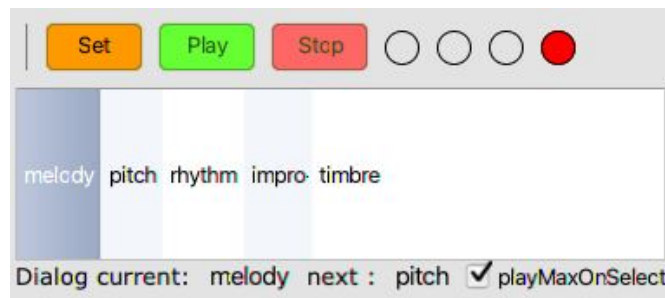 Set Play Stop
melody pitch rhythm impro- timbre
Dialog current: melody next : pitch playMaxOnSelect